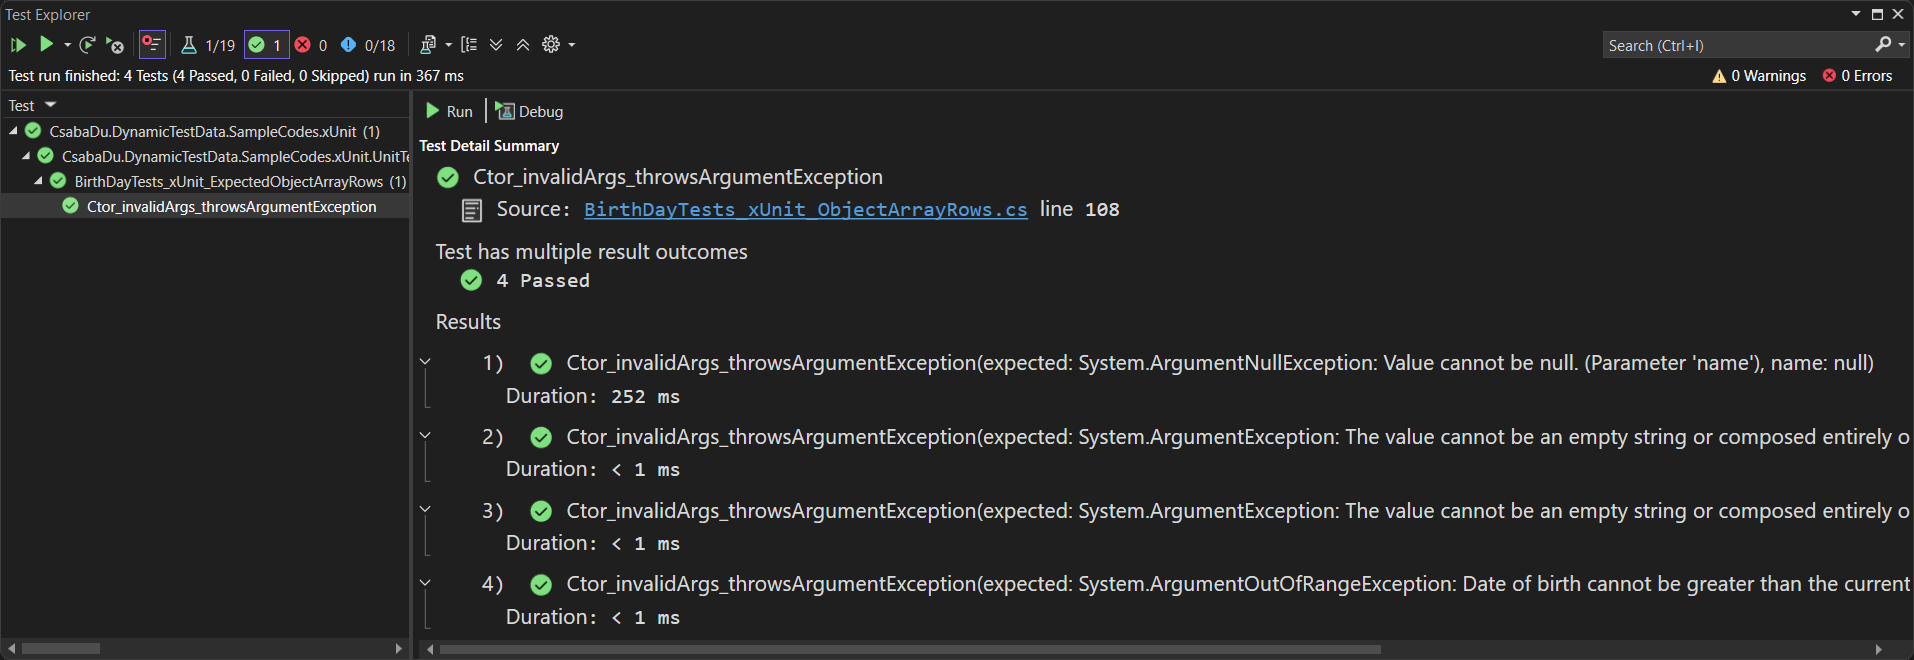 Test Explorer
1/19 1 0 0/18 Search (Ctrl+I)
Test run finished: 4 Tests (4 Passed, 0 Failed, 0 Skipped) run in 367 ms 0 Warnings 0 Errors
Test
CsabaDu.DynamicTestData.SampleCodes.xUnit (1)
CsabaDu.DynamicTestData.SampleCodes.xUnit.UnitTe
BirthDayTests_xUnit_ExpectedObjectArrayRows (1)
Ctor_invalidArgs_throwsArgumentException
Run Debug
Test Detail Summary
Ctor_invalidArgs_throwsArgumentException
Source: BirthDayTests_xUnit_ObjectArrayRows.cs line 108
Test has multiple result outcomes
4 Passed
Results
1) Ctor_invalidArgs_throwsArgumentException(expected: System.ArgumentNullException: Value cannot be null. (Parameter 'name'), name: null)
Duration: 252 ms
2) Ctor_invalidArgs_throwsArgumentException(expected: System.ArgumentException: The value cannot be an empty string or composed entirely o
Duration: < 1 ms
3) Ctor_invalidArgs_throwsArgumentException(expected: System.ArgumentException: The value cannot be an empty string or composed entirely o
Duration: < 1 ms
4) Ctor_invalidArgs_throwsArgumentException(expected: System.ArgumentOutOfRangeException: Date of birth cannot be greater than the current
Duration: < 1 ms